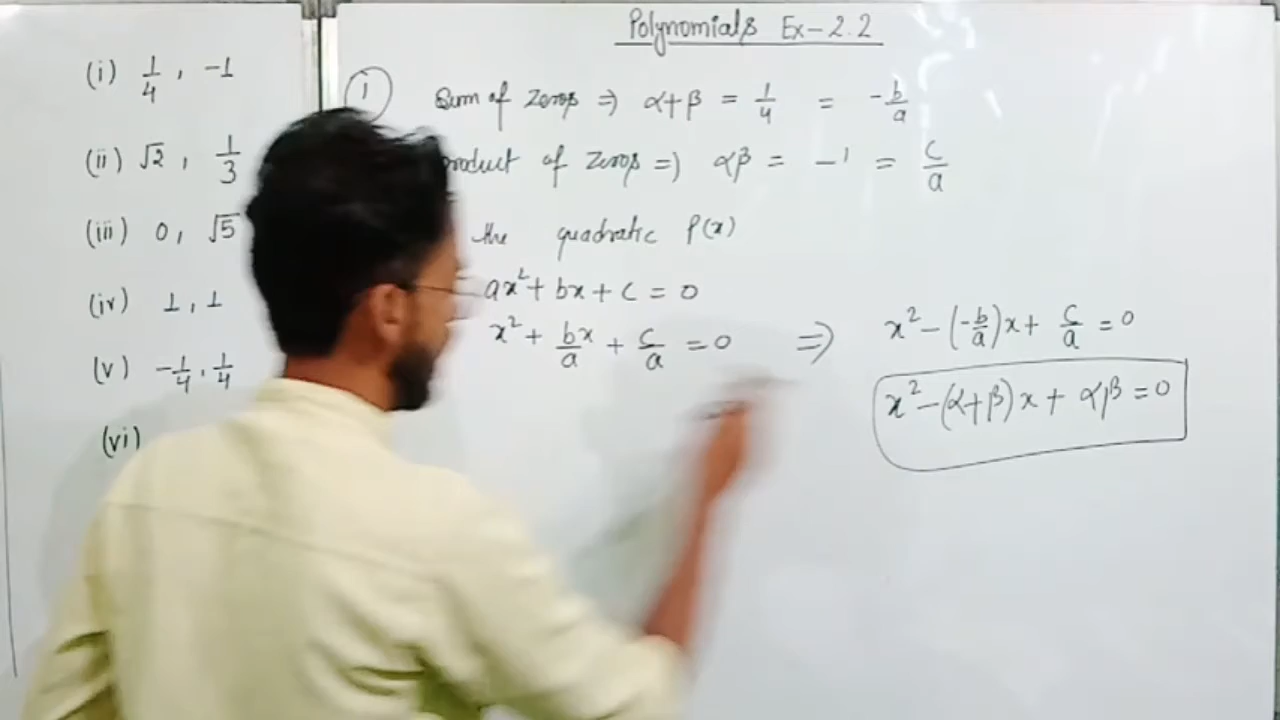 Polynomials Ex-2.2
(i) 1/4, -1
(ii) √2, 1/3
(iii) 0, √5
(iv) 1, 1
(v) -1/4, 1/4
(vi)
(i) Sum of Zeros ⇒ α+β = 1/4 = -b/a
roduct of Zeros ⇒ αβ = -1 = c/a
the quadratic P(x)
ax² + bx + c = 0
x² + bx/a + c/a = 0 ⇒ x² - (-b/a)x + c/a = 0
x² - (α+β)x + αβ = 0